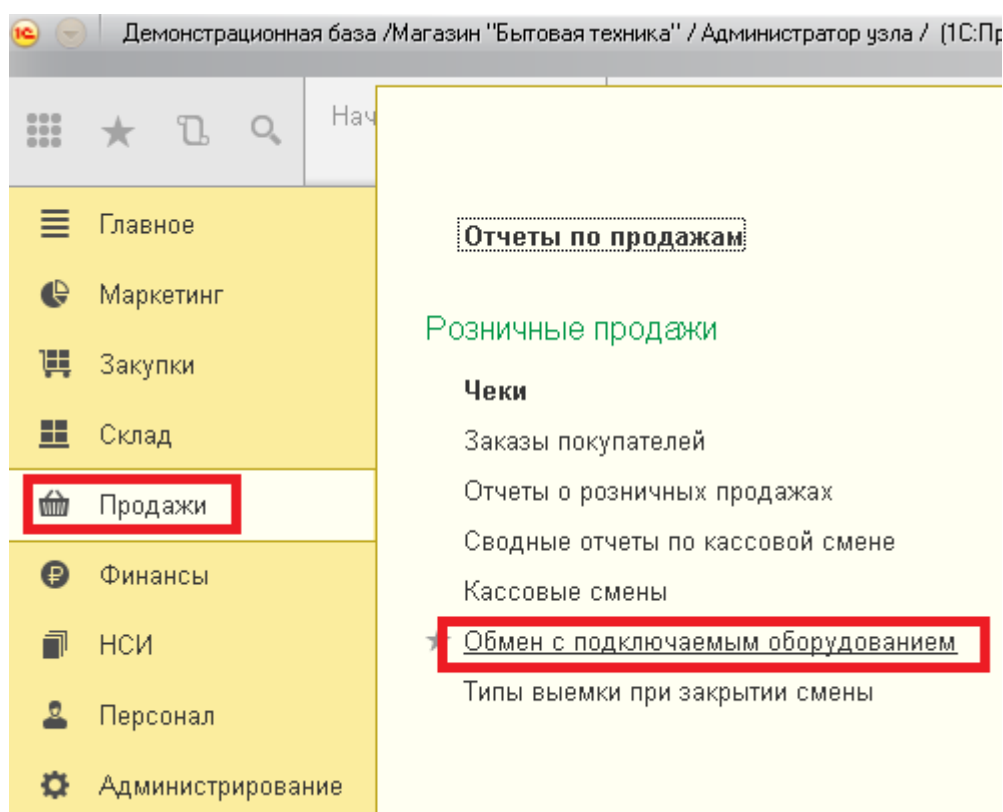 1С Демонстрационная база /Магазин "Бытовая техника" / Администратор узла / (1С:Пр
Нач
Главное
Маркетинг
Закупки
Склад
Продажи
Финансы
НСИ
Персонал
Администрирование
Отчеты по продажам
Розничные продажи
Чеки
Заказы покупателей
Отчеты о розничных продажах
Сводные отчеты по кассовой смене
Кассовые смены
Обмен с подключаемым оборудованием
Типы выемки при закрытии смены